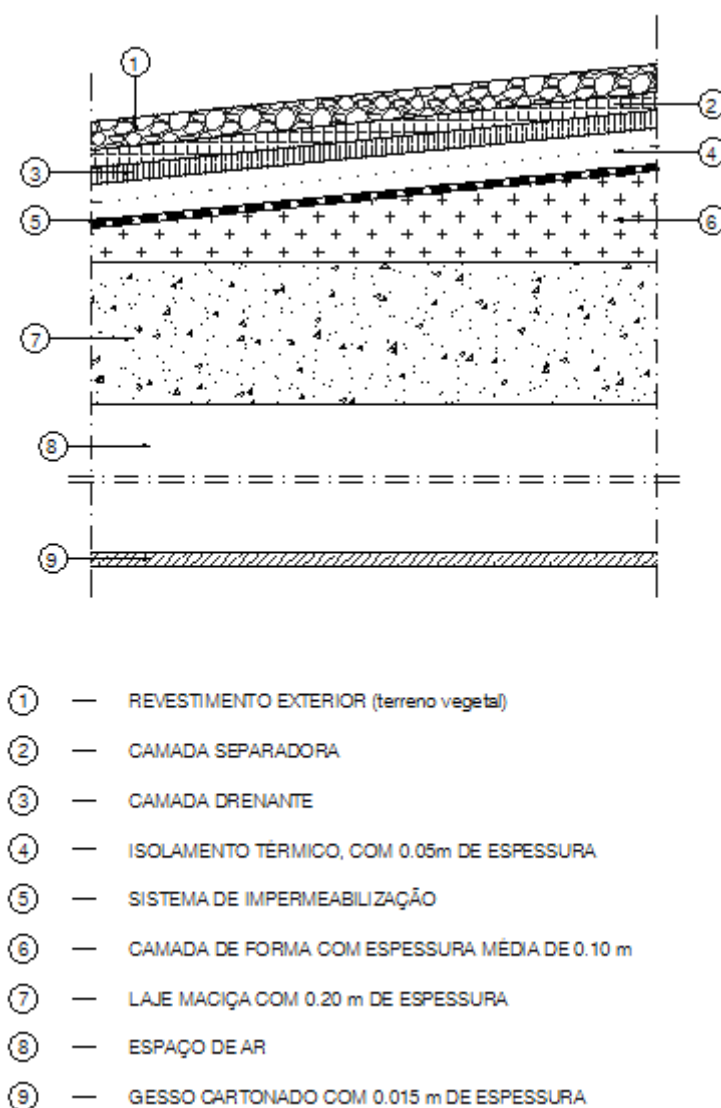 1
2
3
4
5
6
7
8
9
1 — REVESTIMENTO EXTERIOR (terreno vegetal)
2 — CAMADA SEPARADORA
3 — CAMADA DRENANTE
4 — ISOLAMENTO TÉRMICO, COM 0.05m DE ESPESSURA
5 — SISTEMA DE IMPERMEABILIZAÇÃO
6 — CAMADA DE FORMA COM ESPESSURA MÉDIA DE 0.10 m
7 — LAJE MACIÇA COM 0.20 m DE ESPESSURA
8 — ESPAÇO DE AR
9 — GESSO CARTONADO COM 0.015 m DE ESPESSURA